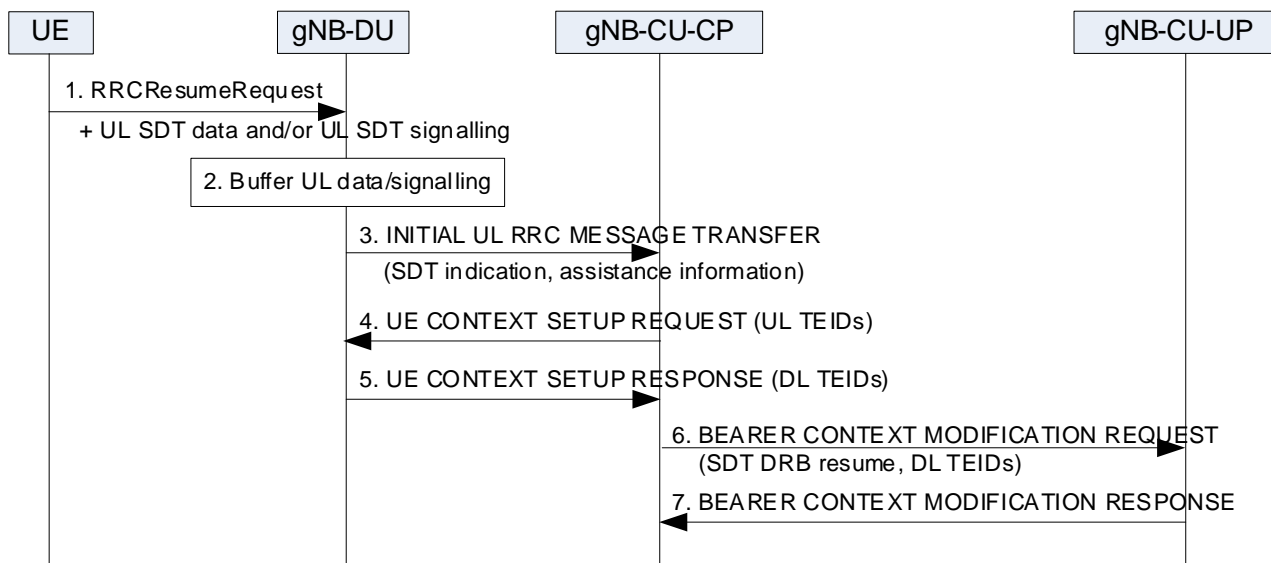 UE
gNB-DU
gNB-CU-CP
gNB-CU-UP
1. RRCResumeRequest
+ UL SDT data and/or UL SDT signalling
2. Buffer UL data/signalling
3. INITIAL UL RRC MESSAGE TRANSFER
(SDT indication, assistance information)
4. UE CONTEXT SETUP REQUEST (UL TEIDs)
5. UE CONTEXT SETUP RESPONSE (DL TEIDs)
6. BEARER CONTEXT MODIFICATION REQUEST
(SDT DRB resume, DL TEIDs)
7. BEARER CONTEXT MODIFICATION RESPONSE